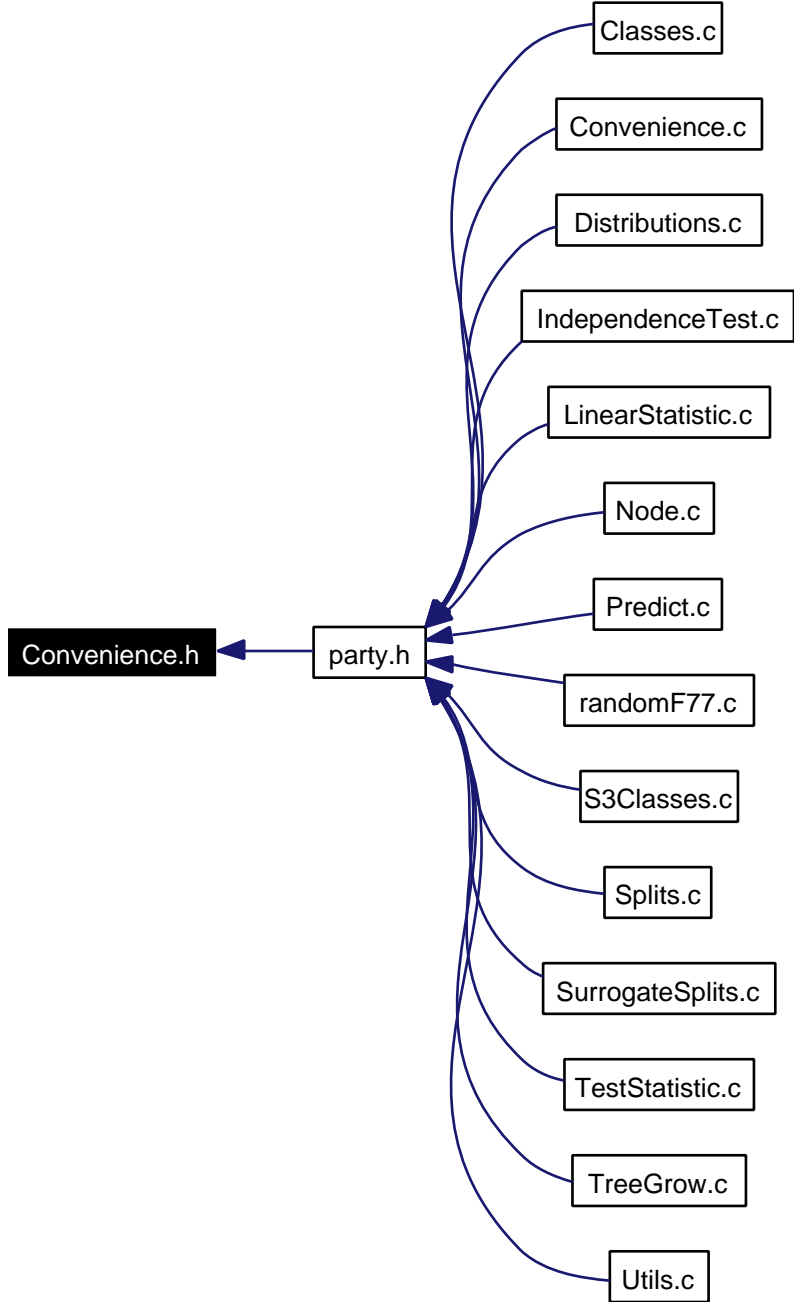 Classes.c
Convenience.c
Distributions.c
IndependenceTest.c
LinearStatistic.c
Node.c
Predict.c
Convenience.h
party.h
randomF77.c
S3Classes.c
Splits.c
SurrogateSplits.c
TestStatistic.c
TreeGrow.c
Utils.c